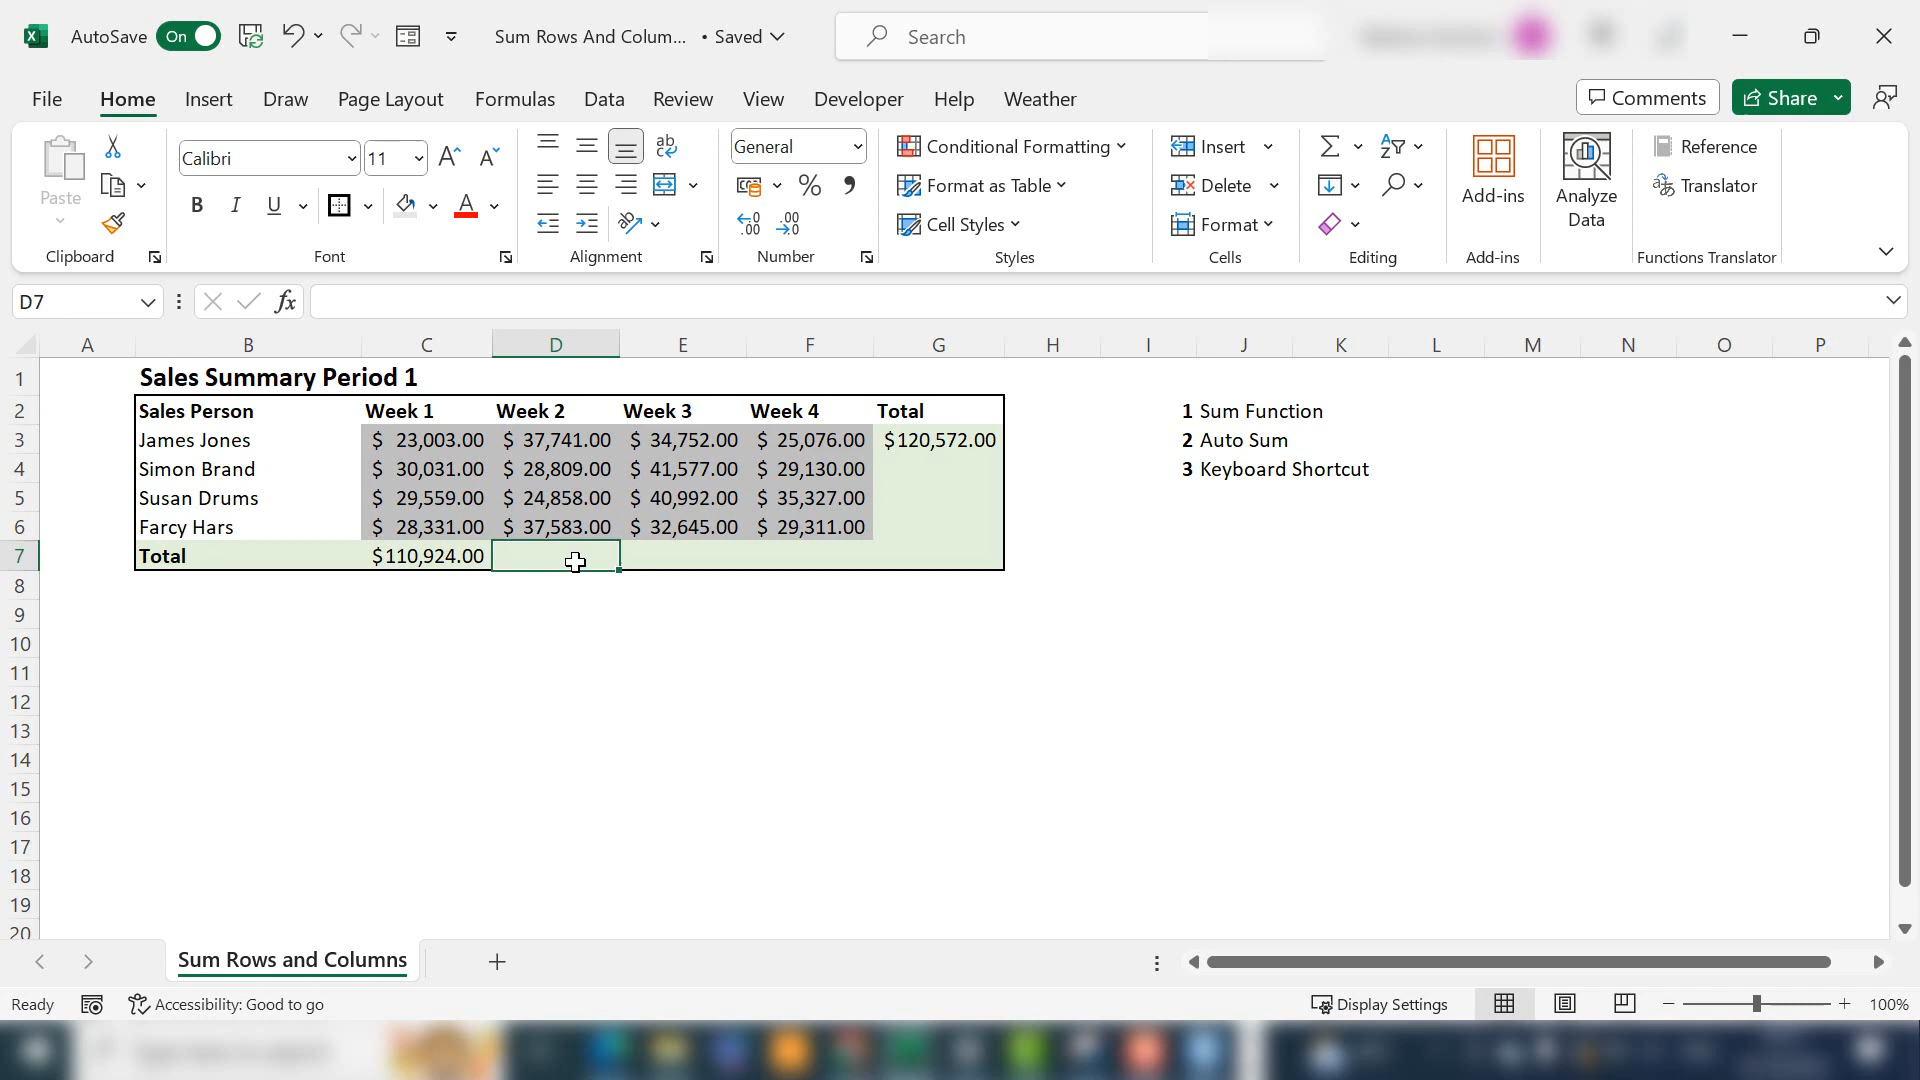 AutoSave On Sum Rows And Colum... • Saved Search
File Home Insert Draw Page Layout Formulas Data Review View Developer Help Weather Comments Share
Paste Calibri 11 General Conditional Formatting Insert Reference
B I U A % Format as Table Delete Add-ins Analyze Data Translator
Cell Styles Format
Clipboard Font Alignment Number Styles Cells Editing Add-ins Functions Translator
D7 fx
A B C D E F G H I J K L M N O P
1 Sales Summary Period 1
2 Sales Person Week 1 Week 2 Week 3 Week 4 Total 1 Sum Function
3 James Jones $ 23,003.00 $ 37,741.00 $ 34,752.00 $ 25,076.00 $120,572.00 2 Auto Sum
4 Simon Brand $ 30,031.00 $ 28,809.00 $ 41,577.00 $ 29,130.00 3 Keyboard Shortcut
5 Susan Drums $ 29,559.00 $ 24,858.00 $ 40,992.00 $ 35,327.00
6 Farcy Hars $ 28,331.00 $ 37,583.00 $ 32,645.00 $ 29,311.00
7 Total $110,924.00
8
9
10
11
12
13
14
15
16
17
18
19
20
Sum Rows and Columns
Ready Accessibility: Good to go Display Settings 100%